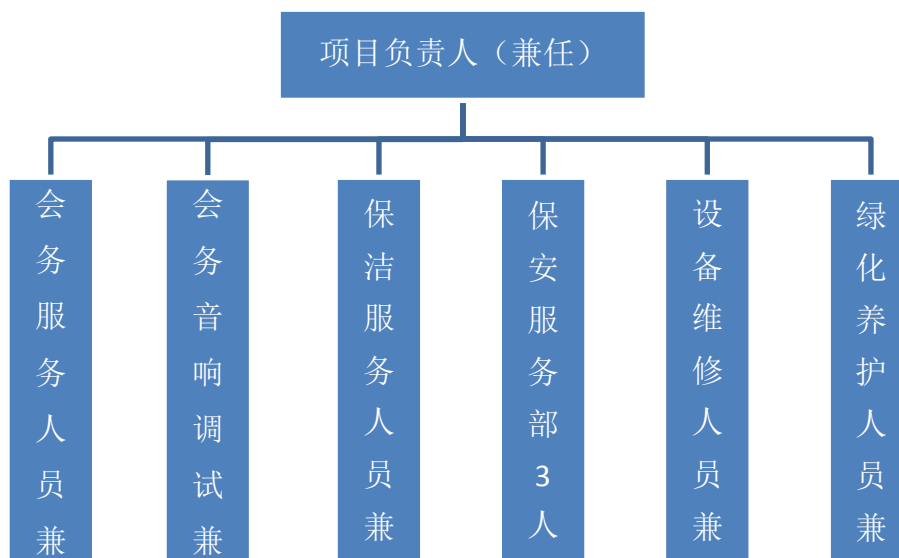 项目负责人（兼任）
会务服务人员兼
会务音响调试兼
保洁服务人员兼
保安服务部3人
设备维修人员兼
绿化养护人员兼